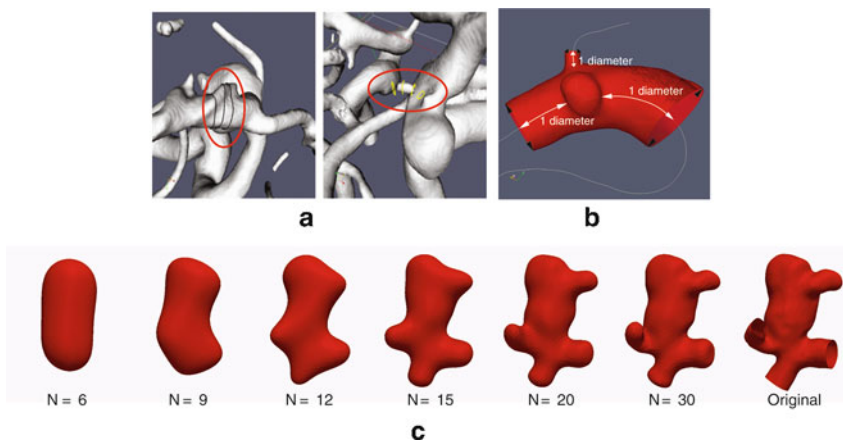 1 diameter
1 diameter
1 diameter
a
b
N = 6
N = 9
N = 12
N = 15
N = 20
N = 30
Original
c